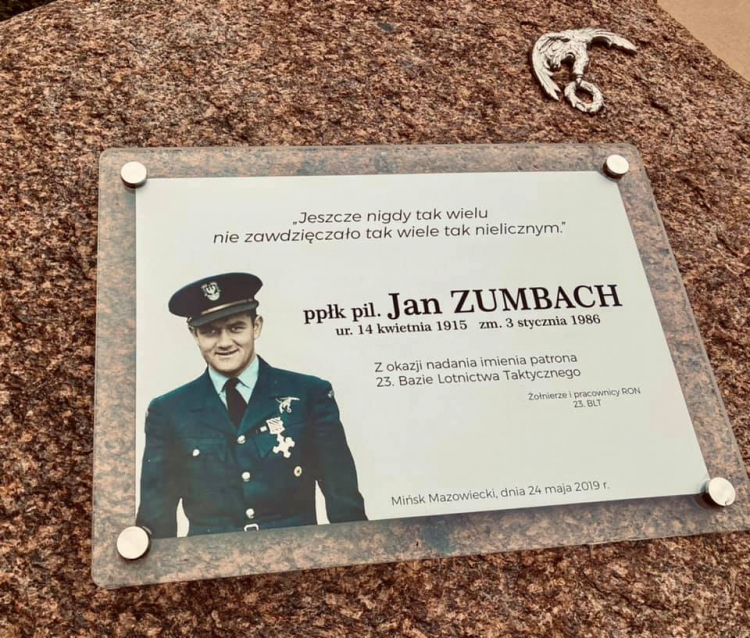 „Jeszcze nigdy tak wielu
nie zawdzięczało tak wiele tak nielicznym.”
ppłk pil. Jan ZUMBACH
ur. 14 kwietnia 1915 zm. 3 stycznia 1986
Z okazji nadania imienia patrona
23. Bazie Lotnictwa Taktycznego
Żołnierze i pracownicy RON
23. BLT
Mińsk Mazowiecki, dnia 24 maja 2019 r.